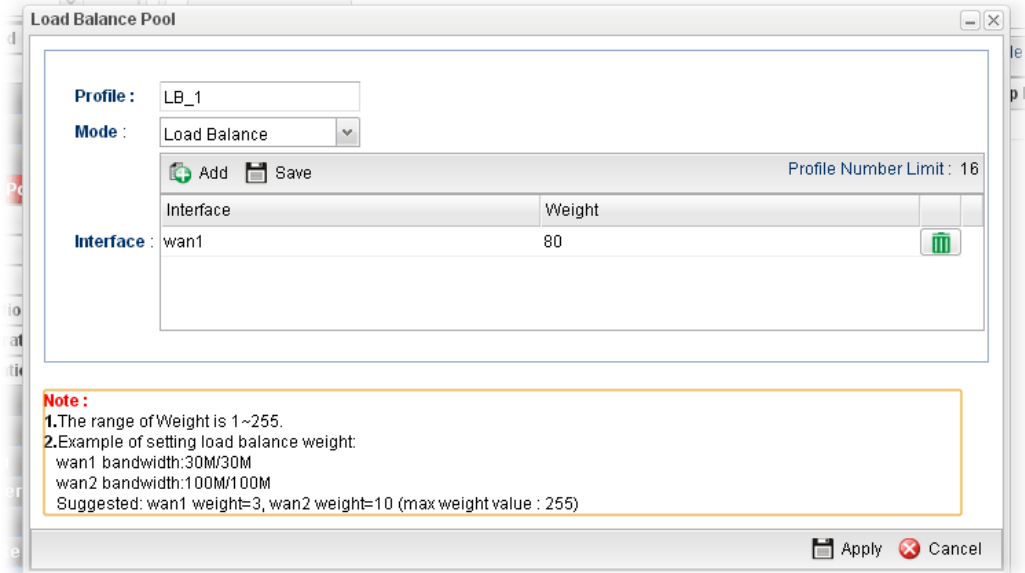 Load Balance Pool
Profile :
LB_1
Mode :
Load Balance
Add Save Profile Number Limit : 16
Interface Weight
Interface : wan1 80
Note :
1.The range of Weight is 1~255.
2.Example of setting load balance weight:
wan1 bandwidth:30M/30M
wan2 bandwidth:100M/100M
Suggested: wan1 weight=3, wan2 weight=10 (max weight value : 255)
Apply Cancel